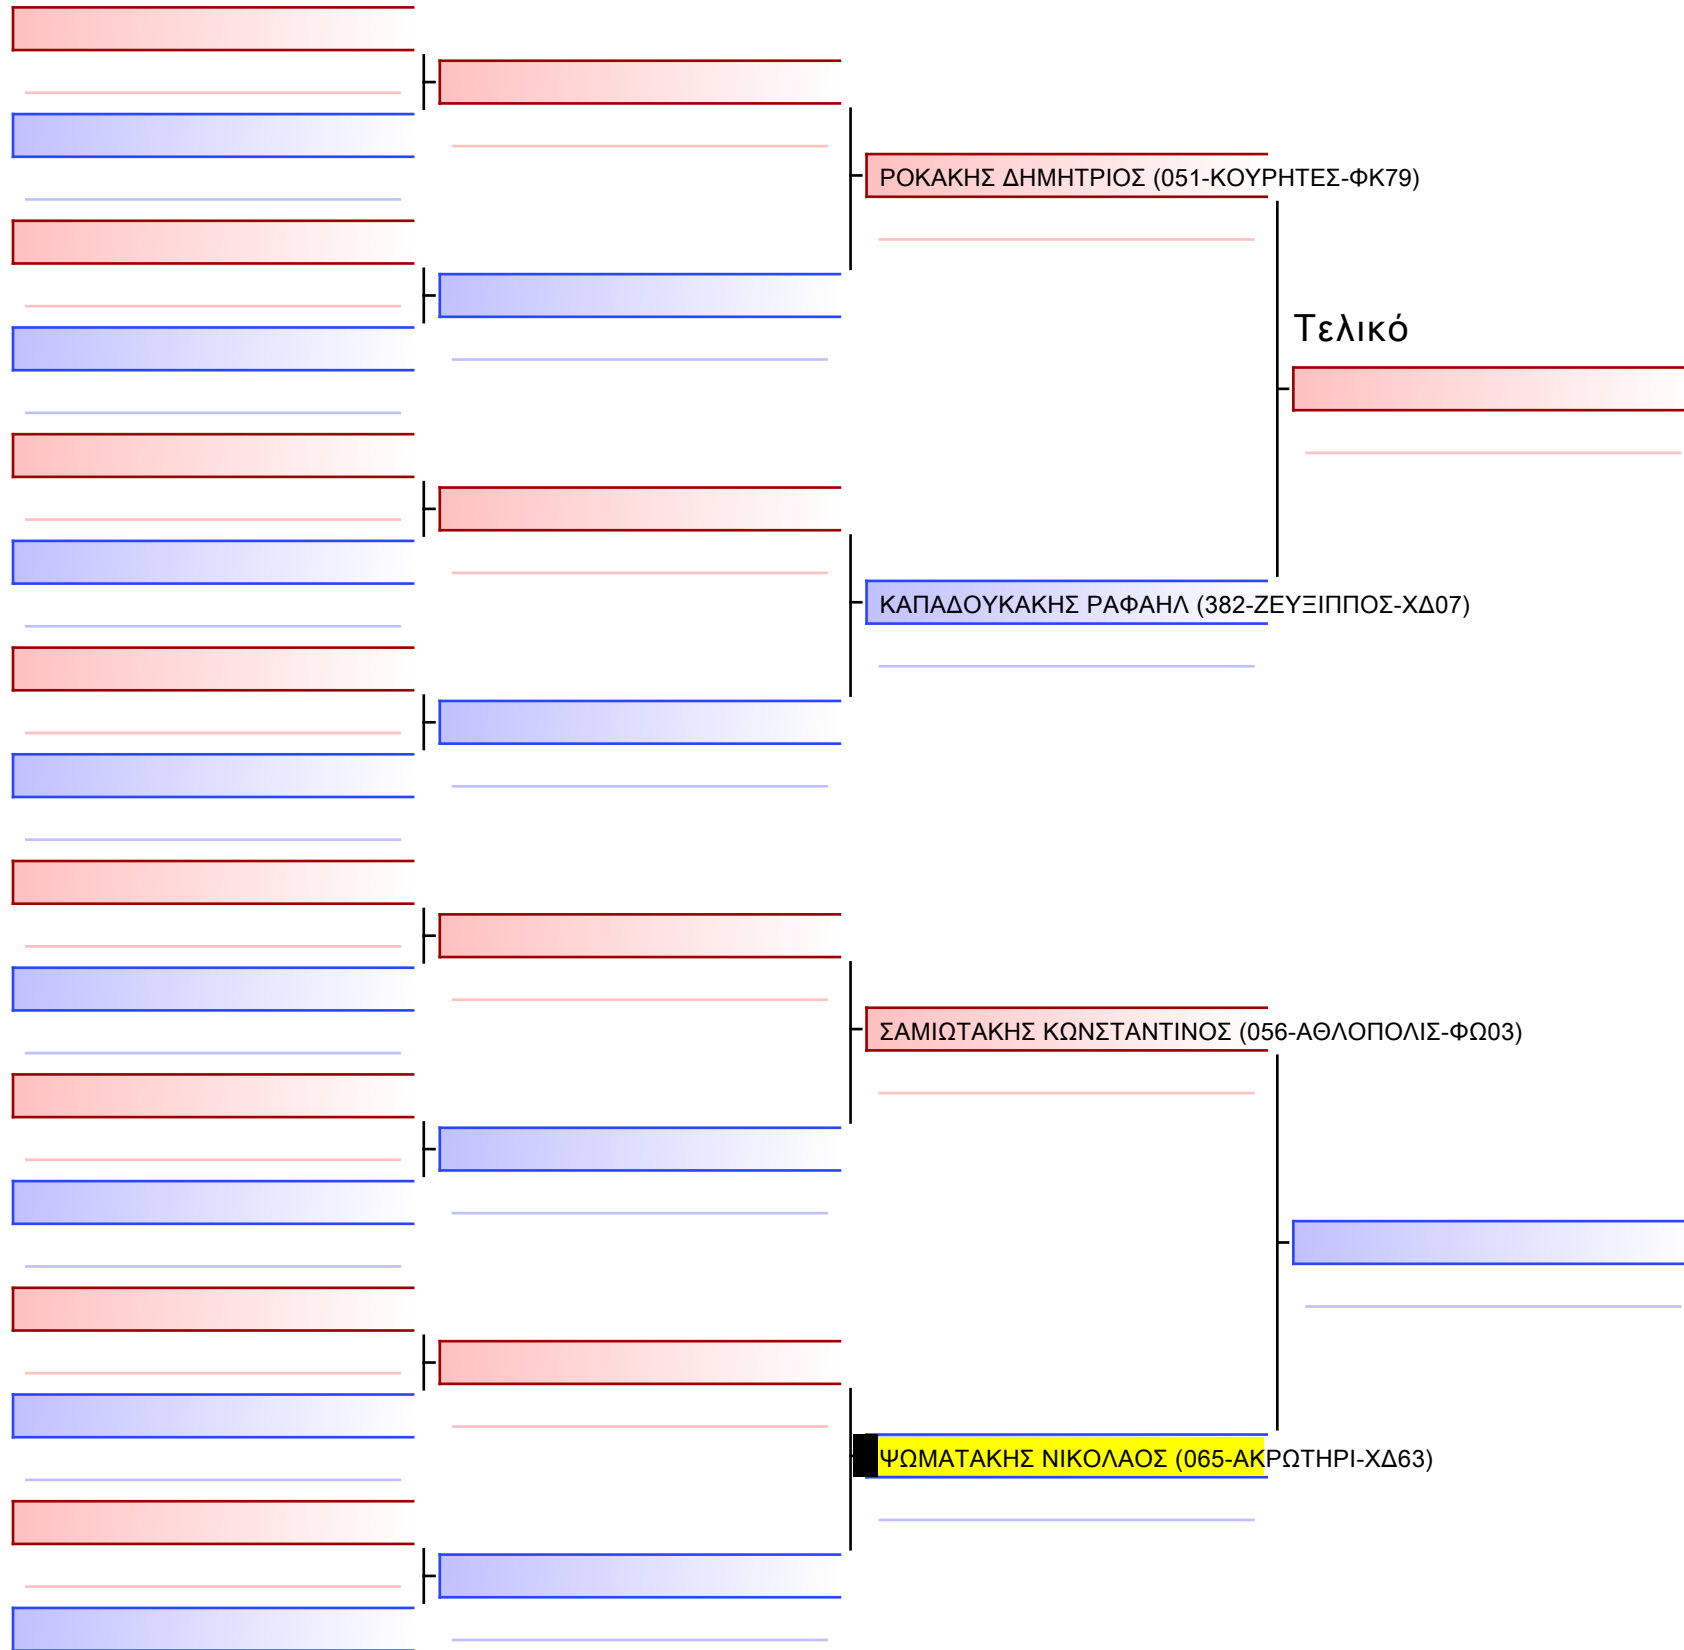 ΡΟΚΑΚΗΣ ΔΗΜΗΤΡΙΟΣ (051-ΚΟΥΡΗΤΕΣ-ΦΚ79)
Τελικό
ΚΑΠΑΔΟΥΚΑΚΗΣ ΡΑΦΑΗΛ (382-ΖΕΥΞΙΠΠΟΣ-ΧΔ07)
ΣΑΜΙΩΤΑΚΗΣ ΚΩΝΣΤΑΝΤΙΝΟΣ (056-ΑΘΛΟΠΟΛΙΣ-ΦΩ03)
ΨΩΜΑΤΑΚΗΣ ΝΙΚΟΛΑΟΣ (065-ΑΚΡΩΤΗΡΙ-ΧΔ63)